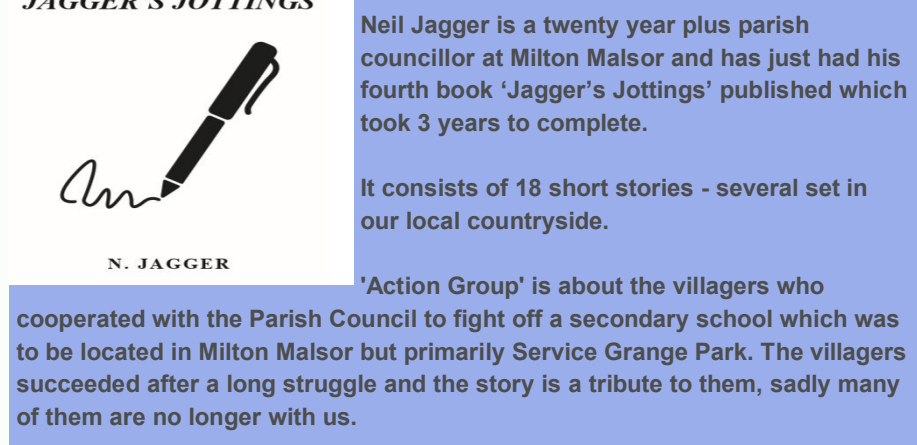 JAGGER'S JOTTINGS
N. JAGGER
Neil Jagger is a twenty year plus parish
councillor at Milton Malsor and has just had his
fourth book ‘Jagger’s Jottings’ published which
took 3 years to complete.
It consists of 18 short stories - several set in
our local countryside.
'Action Group' is about the villagers who
cooperated with the Parish Council to fight off a secondary school which was
to be located in Milton Malsor but primarily Service Grange Park. The villagers
succeeded after a long struggle and the story is a tribute to them, sadly many
of them are no longer with us.